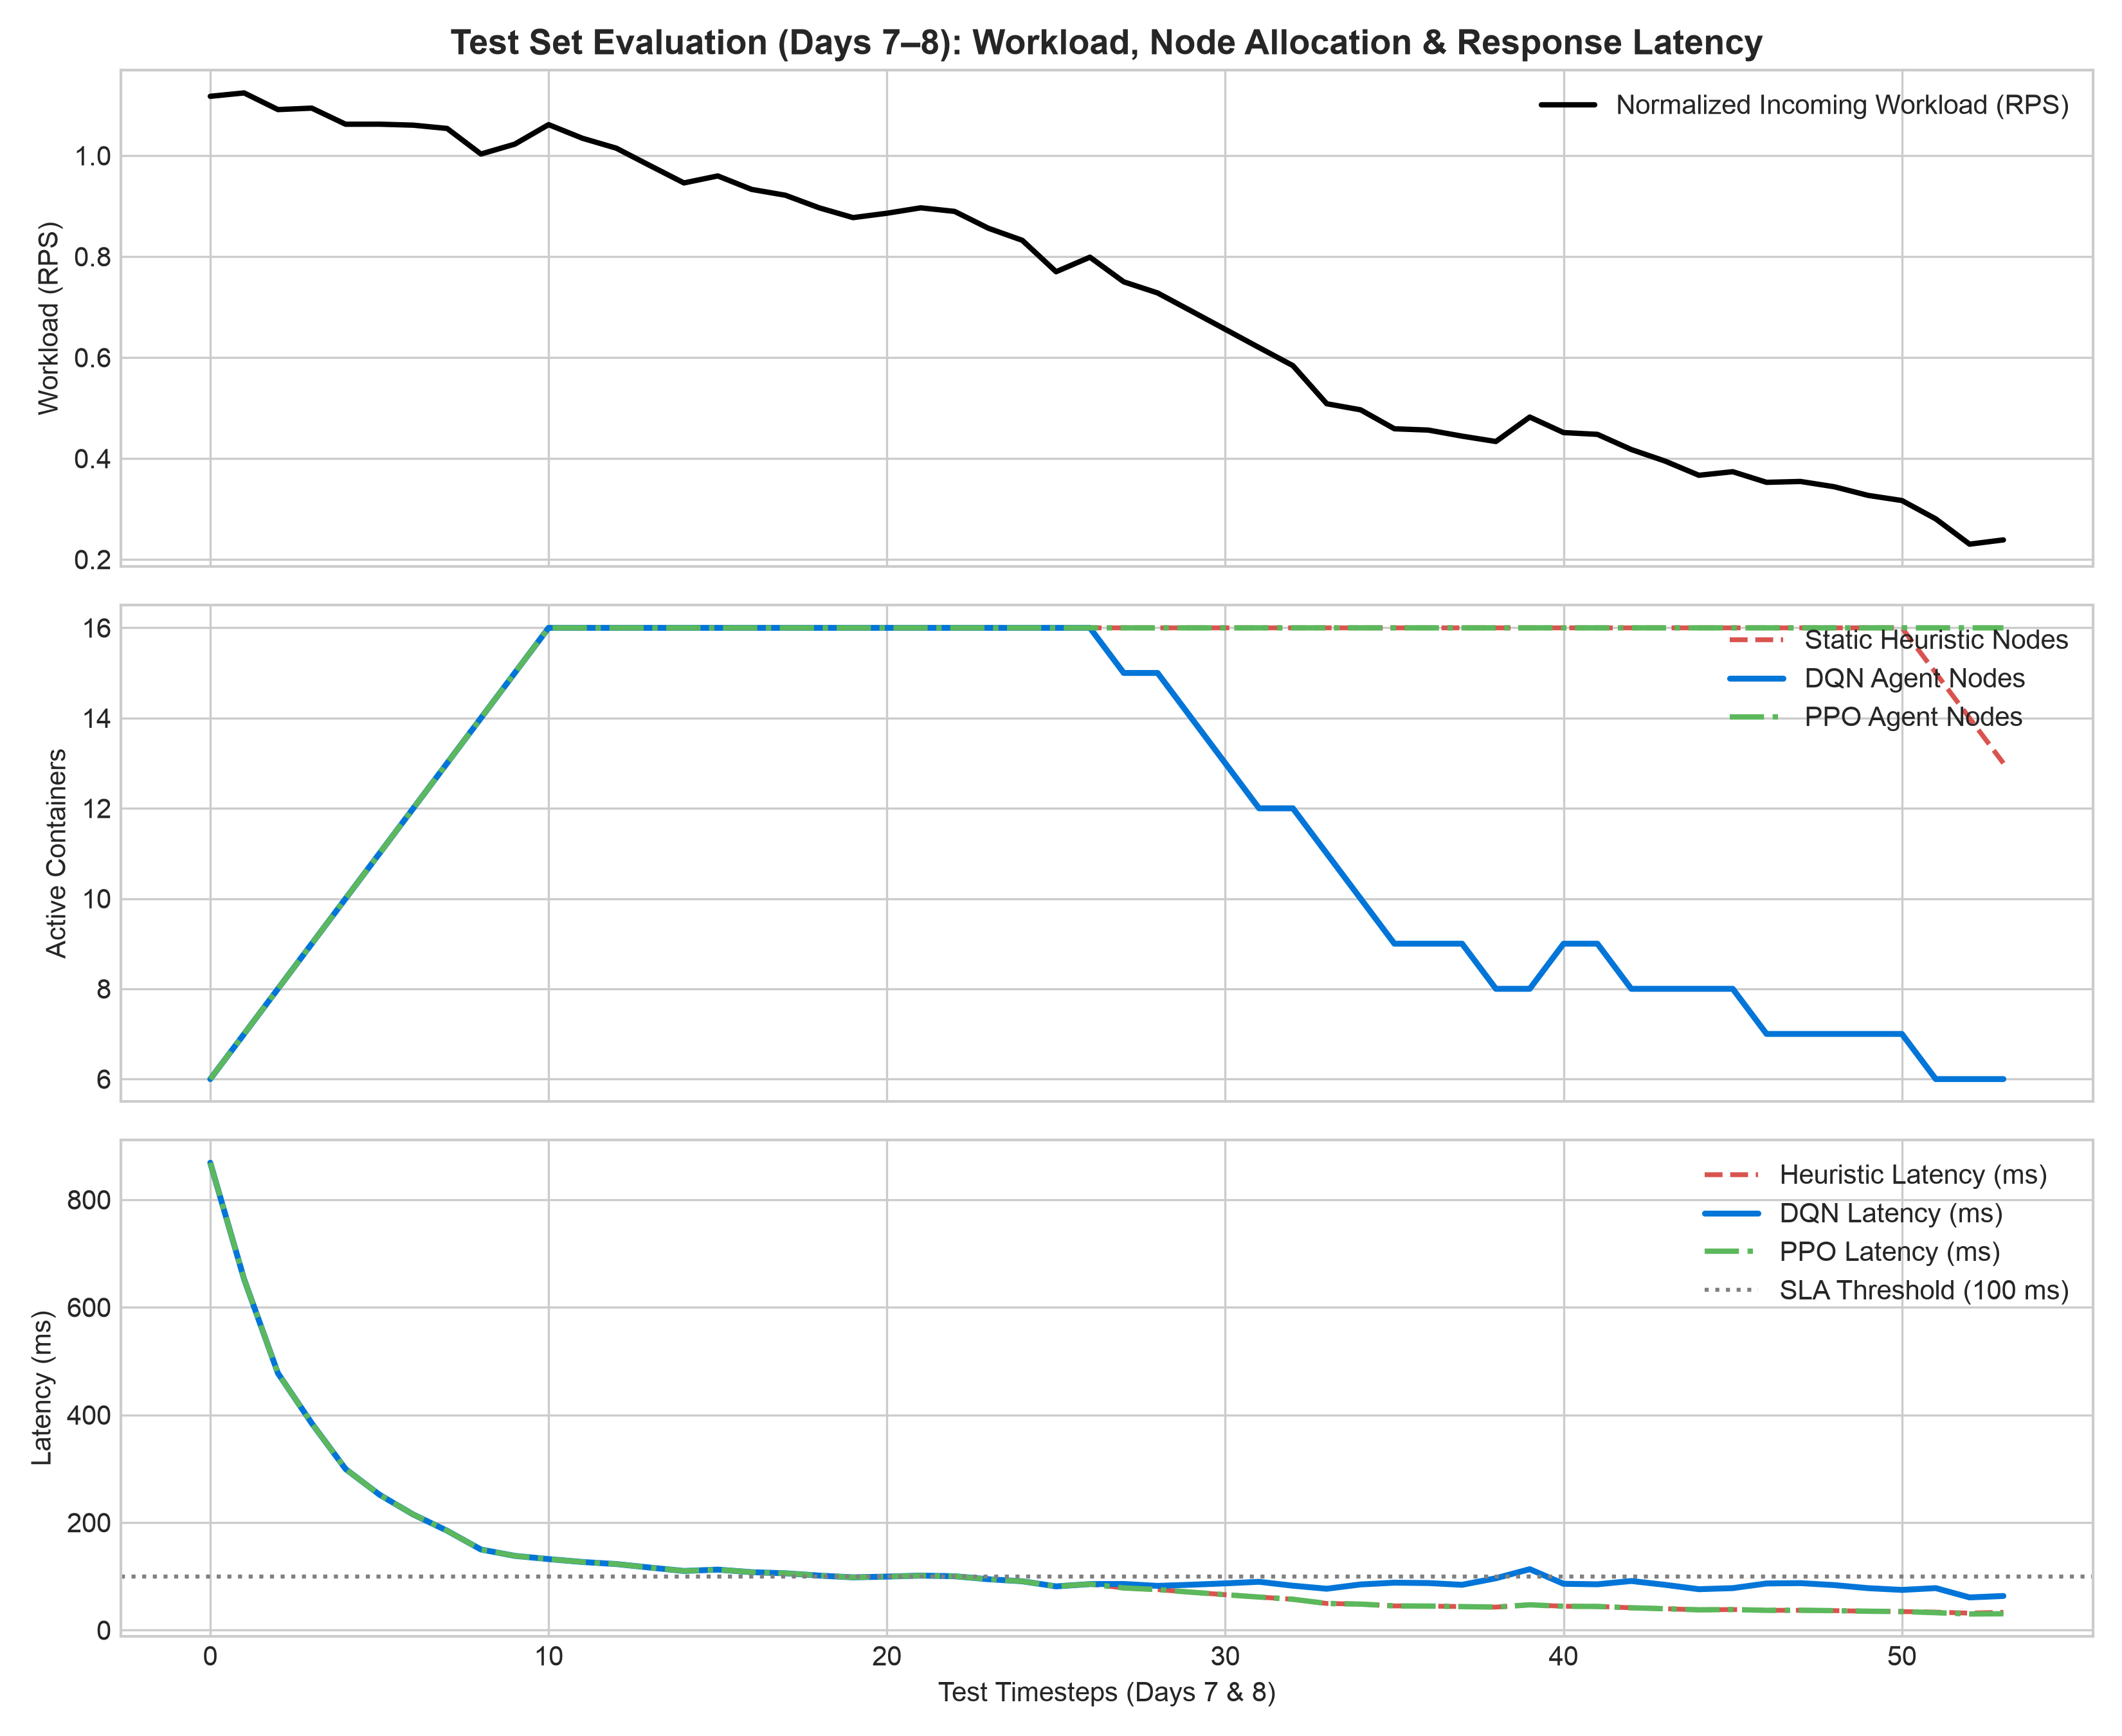 Test Set Evaluation (Days 7–8): Workload, Node Allocation & Response Latency
Normalized Incoming Workload (RPS)
Workload (RPS)
1.0
0.8
0.6
0.4
0.2
Static Heuristic Nodes
DQN Agent Nodes
PPO Agent Nodes
Active Containers
16
14
12
10
8
6
Heuristic Latency (ms)
DQN Latency (ms)
PPO Latency (ms)
SLA Threshold (100 ms)
Latency (ms)
800
600
400
200
0
0 10 20 30 40 50
Test Timesteps (Days 7 & 8)